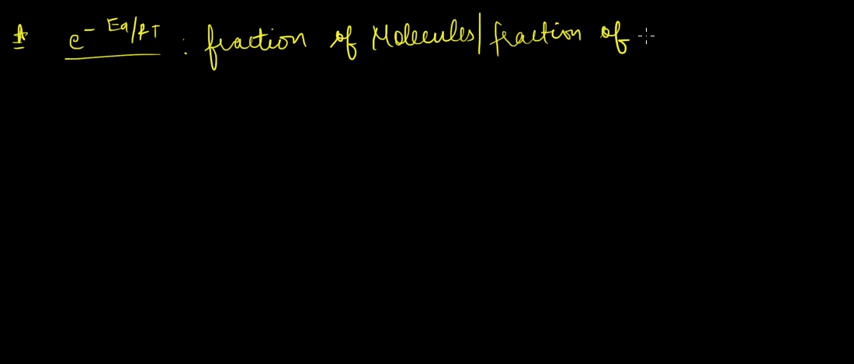 * e^{-Ea/RT} : fraction of Molecules/fraction of